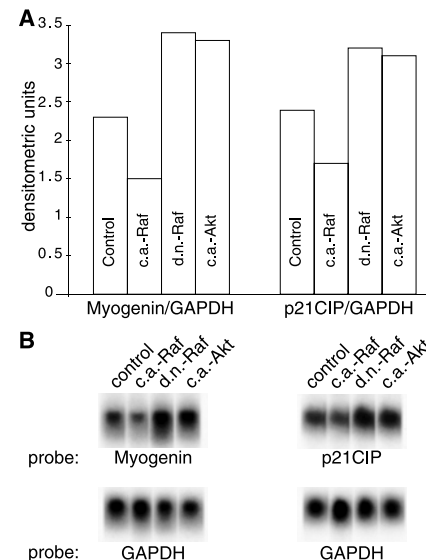 A
densitometric units
3.5
3
2.5
2
1.5
1
0.5
0
Control
c.a.-Raf
d.n.-Raf
c.a.-Akt
Control
c.a.-Raf
d.n.-Raf
c.a.-Akt
Myogenin/GAPDH
p21CIP/GAPDH
B
control
c.a.-Raf
d.n.-Raf
c.a.-Akt
control
c.a.-Raf
d.n.-Raf
c.a.-Akt
probe: Myogenin p21CIP
probe: GAPDH GAPDH